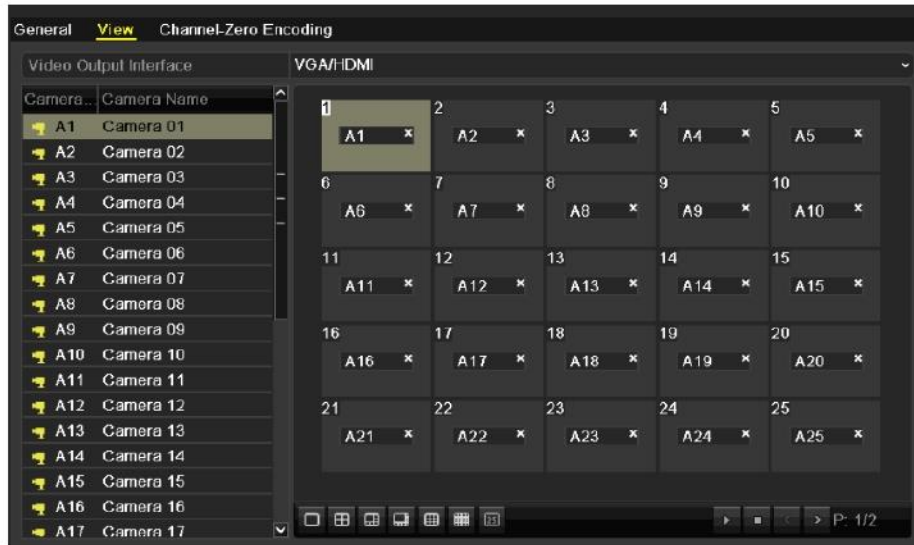 General View Channel-Zero Encoding
Video Output Interface VGA/HDMI
Camera... Camera Name
A1 Camera 01
A2 Camera 02
A3 Camera 03
A4 Camera 04
A5 Camera 05
A6 Camera 06
A7 Camera 07
A8 Camera 08
A9 Camera 09
A10 Camera 10
A11 Camera 11
A12 Camera 12
A13 Camera 13
A14 Camera 14
A15 Camera 15
A16 Camera 16
A17 Camera 17
1 2 3 4 5
A1 x A2 x A3 x A4 x A5 x
6 7 8 9 10
A6 x A7 x A8 x A9 x A10 x
11 12 13 14 15
A11 x A12 x A13 x A14 x A15 x
16 17 18 19 20
A16 x A17 x A18 x A19 x A20 x
21 22 23 24 25
A21 x A22 x A23 x A24 x A25 x
P: 1/2